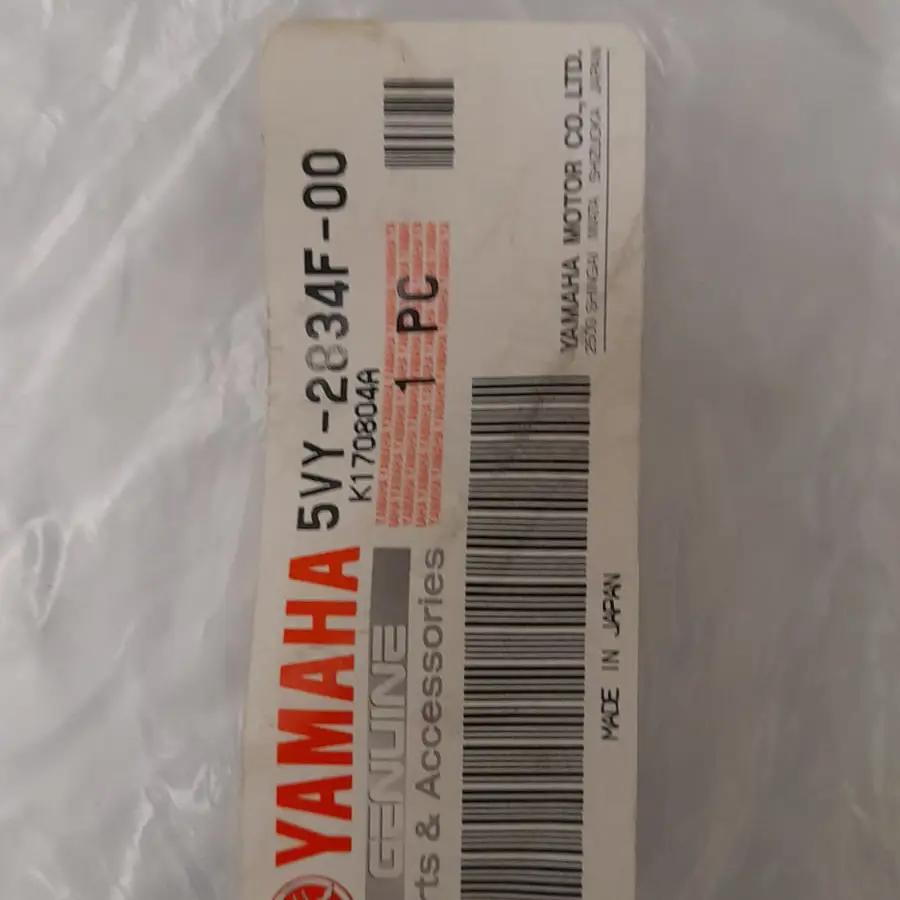 YAMAHA 5VY-2834F-00
K170804A
GENUINE
1 PC
rts & Accessories
YAMAHA MOTOR CO.,LTD.
2500 SHINGAI IWATA SHIZUOKA JAPAN
MADE IN JAPAN